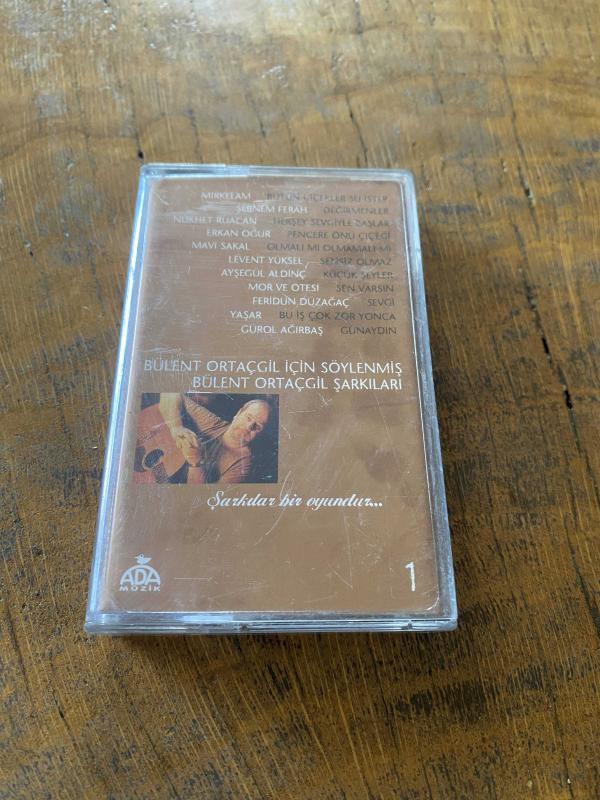 MİRKELAM BÜTÜN ÇİÇEKLER SU İSTER
ŞEBNEM FERAH DEĞİRMENLER
NÜKHET RUACAN HERŞEY SEVGİYLE BAŞLAR
ERKAN OĞUR PENCERE ÖNÜ ÇİÇEĞİ
MAVİ SAKAL OLMALI MI OLMAMALI MI
LEVENT YÜKSEL SENSİZ OLMAZ
AYŞEGÜL ALDİNÇ KÜÇÜK ŞEYLER
MOR VE ÖTESİ SEN VARSIN
FERİDUN DÜZAĞAÇ SEVGİ
YAŞAR BU İŞ ÇOK ZOR YONCA
GÜROL AĞIRBAŞ GÜNAYDIN
BÜLENT ORTAÇGİL İÇİN SÖYLENMİŞ
BÜLENT ORTAÇGİL ŞARKILARI
Şarkılar bir oyundur...
ADA
MÜZİK
1